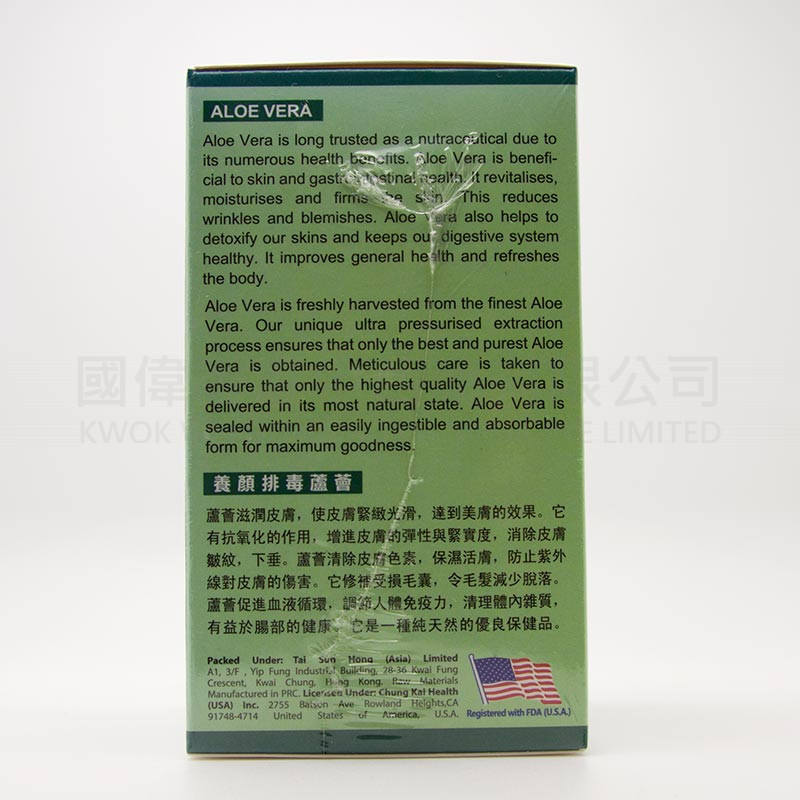 ALOE VERA
Aloe Vera is long trusted as a nutraceutical due to
its numerous health benefits. Aloe Vera is benefi-
cial to skin and gastrointestinal health. It revitalises,
moisturises and firms the skin. This reduces
wrinkles and blemishes. Aloe Vera also helps to
detoxify our skins and keeps our digestive system
healthy. It improves general health and refreshes
the body.
Aloe Vera is freshly harvested from the finest Aloe
Vera. Our unique ultra pressurised extraction
process ensures that only the best and purest Aloe
Vera is obtained. Meticulous care is taken to
ensure that only the highest quality Aloe Vera is
delivered in its most natural state. Aloe Vera is
sealed within an easily ingestible and absorbable
form for maximum goodness.
養顏排毒蘆薈
蘆薈滋潤皮膚，使皮膚緊緻光滑，達到美膚的效果。它
有抗氧化的作用，增進皮膚的彈性與緊實度，消除皮膚
皺紋，下垂。蘆薈清除皮膚色素，保濕活膚，防止紫外
線對皮膚的傷害。它修補受損毛囊，令毛髮減少脫落。
蘆薈促進血液循環，調節人體免疫力，清理體內雜質，
有益於腸部的健康。它是一種純天然的優良保健品。
Packed Under: Tai Sun Hong (Asia) Limited
A1, 3/F , Yip Fung Industrial Building, 28-36 Kwai Fung
Crescent, Kwai Chung, Hong Kong. Raw Materials
Manufactured in PRC. Licensed Under: Chung Kai Health
(USA) Inc. 2755 Batson Ave Rowland Heights,CA
91748-4714 United States of America, U.S.A.
Registered with FDA (U.S.A.)
國偉
限公司
KWOK
LIMITED